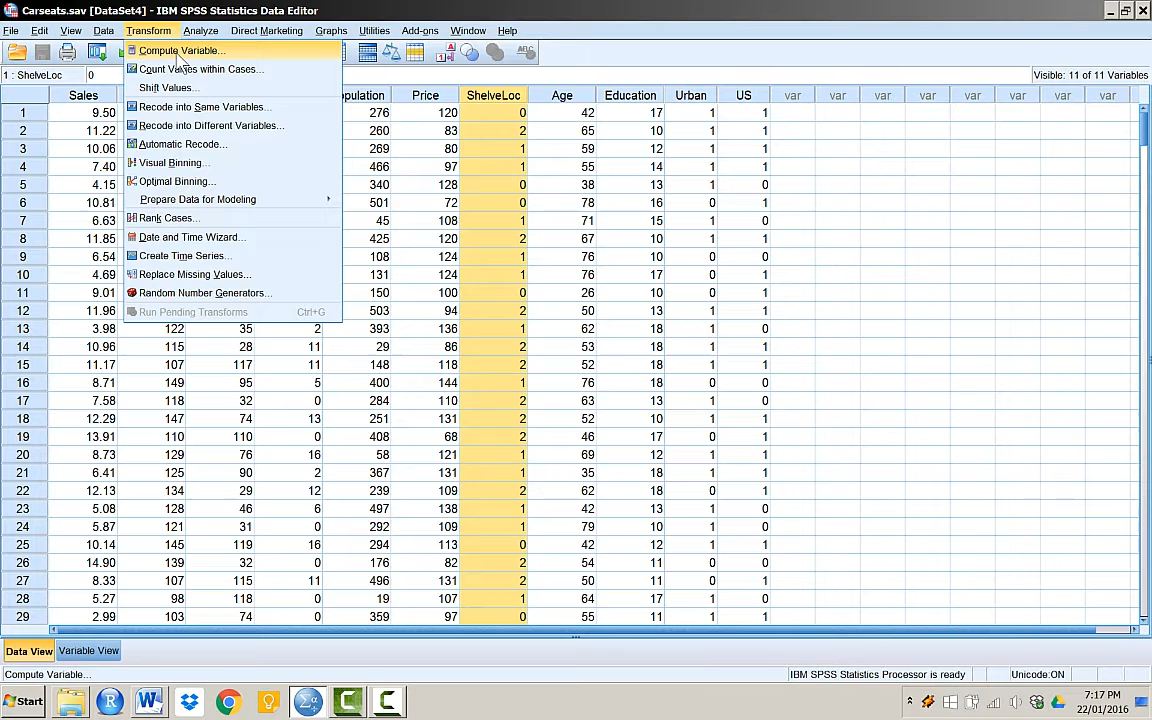 Carseats.sav [DataSet4] - IBM SPSS Statistics Data Editor
File Edit View Data Transform Analyze Direct Marketing Graphs Utilities Add-ons Window Help
1 : ShelveLoc 0 Visible: 11 of 11 Variables
Compute Variable...
Count Values within Cases...
Shift Values...
Recode into Same Variables...
Recode into Different Variables...
Automatic Recode...
Visual Binning...
Optimal Binning...
Prepare Data for Modeling
Rank Cases...
Date and Time Wizard...
Create Time Series...
Replace Missing Values...
Random Number Generators...
Run Pending Transforms Ctrl+G
Sales opulation Price ShelveLoc Age Education Urban US var var var var var var var var
1 9.50 276 120 0 42 17 1 1
2 11.22 260 83 2 65 10 1 1
3 10.06 269 80 1 59 12 1 1
4 7.40 466 97 1 55 14 1 1
5 4.15 340 128 0 38 13 1 0
6 10.81 501 72 0 78 16 0 1
7 6.63 45 108 1 71 15 1 0
8 11.85 425 120 2 67 10 1 1
9 6.54 108 124 1 76 10 0 0
10 4.69 131 124 1 76 17 0 1
11 9.01 150 100 0 26 10 0 1
12 11.96 503 94 2 50 13 1 1
13 3.98 122 35 2 393 136 1 62 18 1 0
14 10.96 115 28 11 29 86 2 53 18 1 1
15 11.17 107 117 11 148 118 2 52 18 1 1
16 8.71 149 95 5 400 144 1 76 18 0 0
17 7.58 118 32 0 284 110 2 63 13 1 0
18 12.29 147 74 13 251 131 2 52 10 1 1
19 13.91 110 110 0 408 68 2 46 17 0 1
20 8.73 129 76 16 58 121 1 69 12 1 1
21 6.41 125 90 2 367 131 1 35 18 1 1
22 12.13 134 29 12 239 109 2 62 18 0 1
23 5.08 128 46 6 497 138 1 42 13 1 0
24 5.87 121 31 0 292 109 1 79 10 1 0
25 10.14 145 119 16 294 113 0 42 12 1 1
26 14.90 139 32 0 176 82 2 54 11 0 0
27 8.33 107 115 11 496 131 2 50 11 0 1
28 5.27 98 118 0 19 107 1 64 17 1 0
29 2.99 103 74 0 359 97 0 55 11 1 1
Data View Variable View
Compute Variable... IBM SPSS Statistics Processor is ready Unicode:ON
Start 7:17 PM
22/01/2016